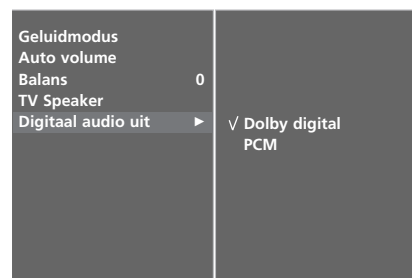 Geluidmodus
Auto volume
Balans 0
TV Speaker
Digitaal audio uit ►
√ Dolby digital
PCM